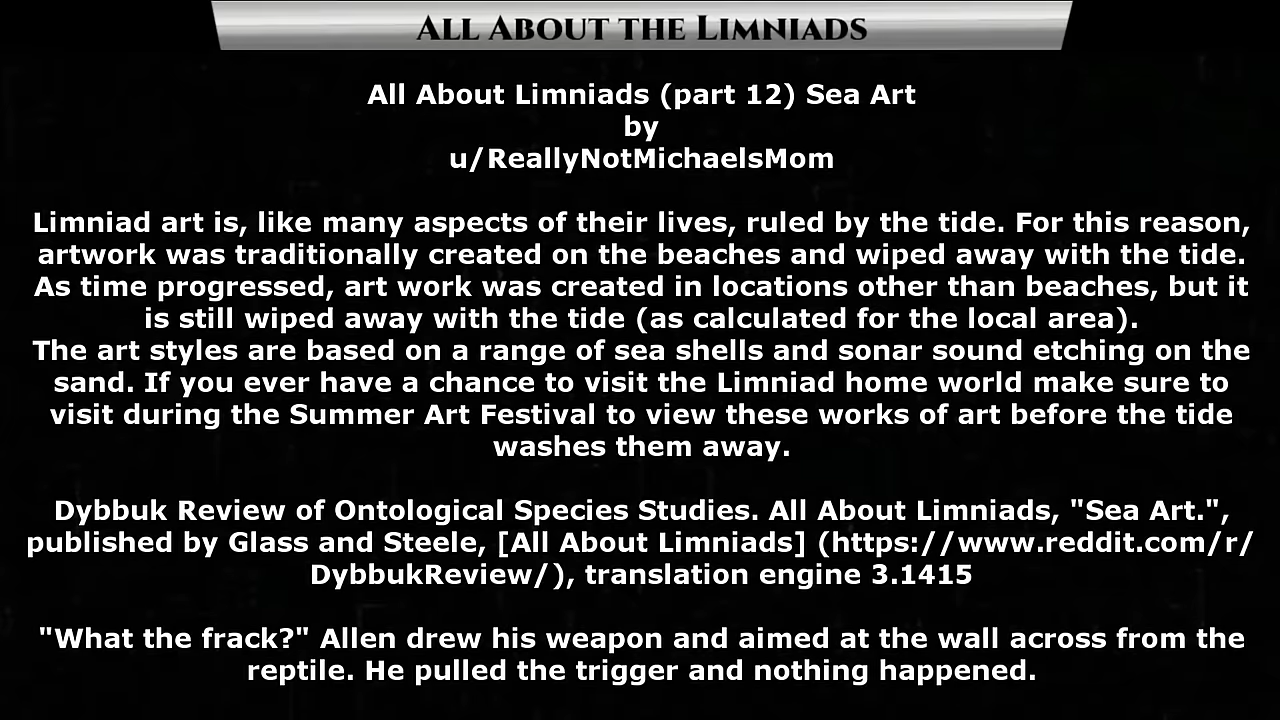 All About the Limniads
All About Limniads (part 12) Sea Art
by
u/ReallyNotMichaelsMom
Limniad art is, like many aspects of their lives, ruled by the tide. For this reason,
artwork was traditionally created on the beaches and wiped away with the tide.
As time progressed, art work was created in locations other than beaches, but it
is still wiped away with the tide (as calculated for the local area).
The art styles are based on a range of sea shells and sonar sound etching on the
sand. If you ever have a chance to visit the Limniad home world make sure to
visit during the Summer Art Festival to view these works of art before the tide
washes them away.
Dybbuk Review of Ontological Species Studies. All About Limniads, "Sea Art.",
published by Glass and Steele, [All About Limniads] (https://www.reddit.com/r/
DybbukReview/), translation engine 3.1415
"What the frack?" Allen drew his weapon and aimed at the wall across from the
reptile. He pulled the trigger and nothing happened.